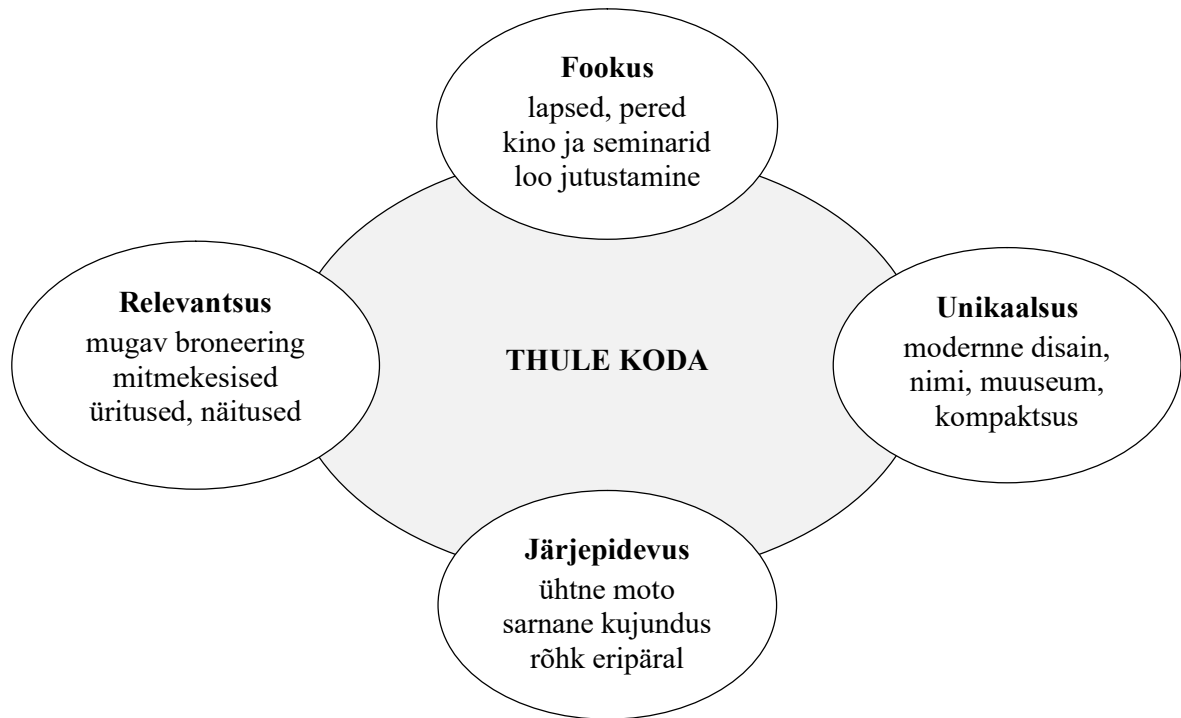 Fookus
lapsed, pered
kino ja seminarid
loo jutustamine
Relevantsus
mugav broneering
mitmekesised
üritused, näitused
THULE KODA
Unikaalsus
modernne disain,
nimi, muuseum,
kompaktsus
Järjepidevus
ühtne moto
sarnane kujundus
rõhk eripäral